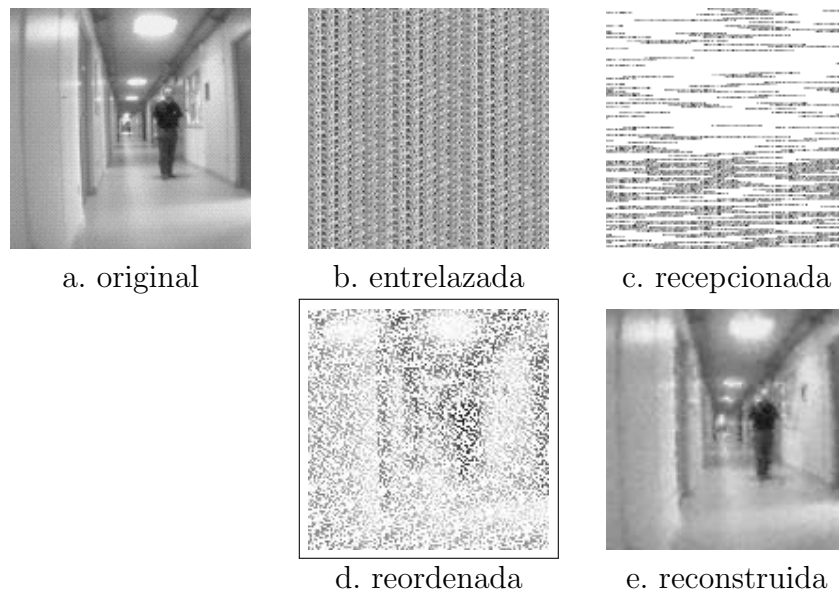 a. original
b. entrelazada
c. recepcionada
d. reordenada
e. reconstruida